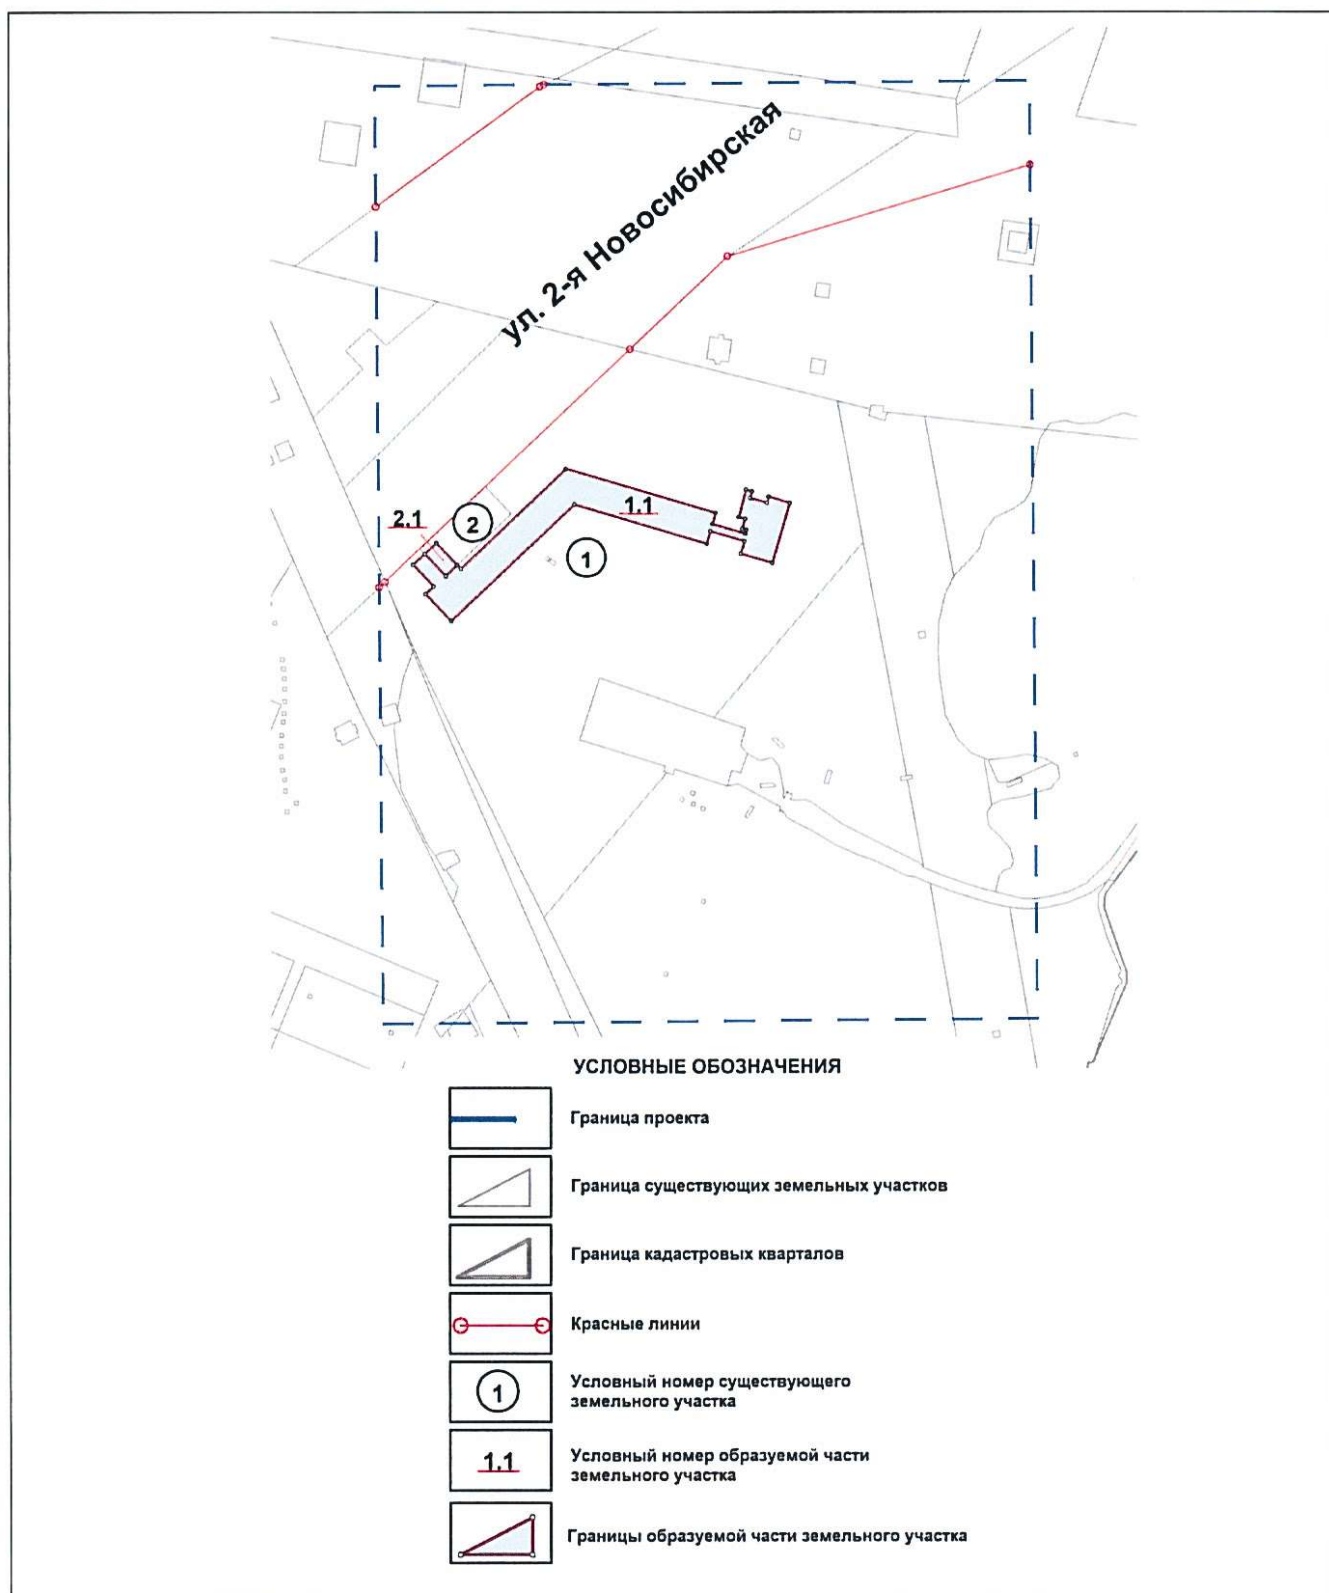 ул. 2-я Новосибирская
1.1
2.1
2
1
УСЛОВНЫЕ ОБОЗНАЧЕНИЯ
Граница проекта
Граница существующих земельных участков
Граница кадастровых кварталов
Красные линии
1
Условный номер существующего
земельного участка
1.1
Условный номер образуемой части
земельного участка
Границы образуемой части земельного участка